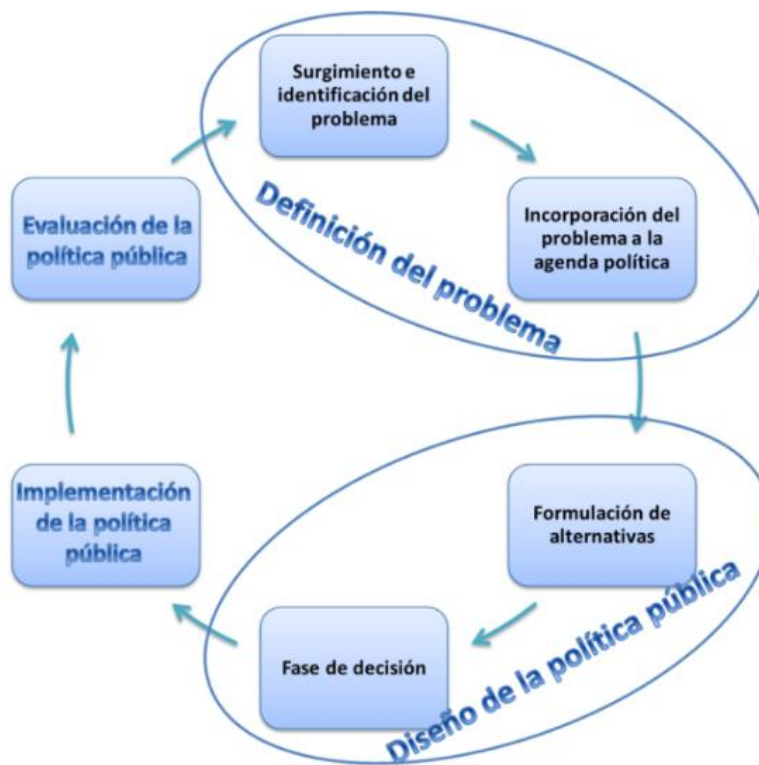 Surgimiento e
identificación del
problema
Definición del problema
Incorporación del
problema a la
agenda política
Formulación de
alternativas
Diseño de la política pública
Fase de decisión
Implementación
de la política
pública
Evaluación de la
política pública